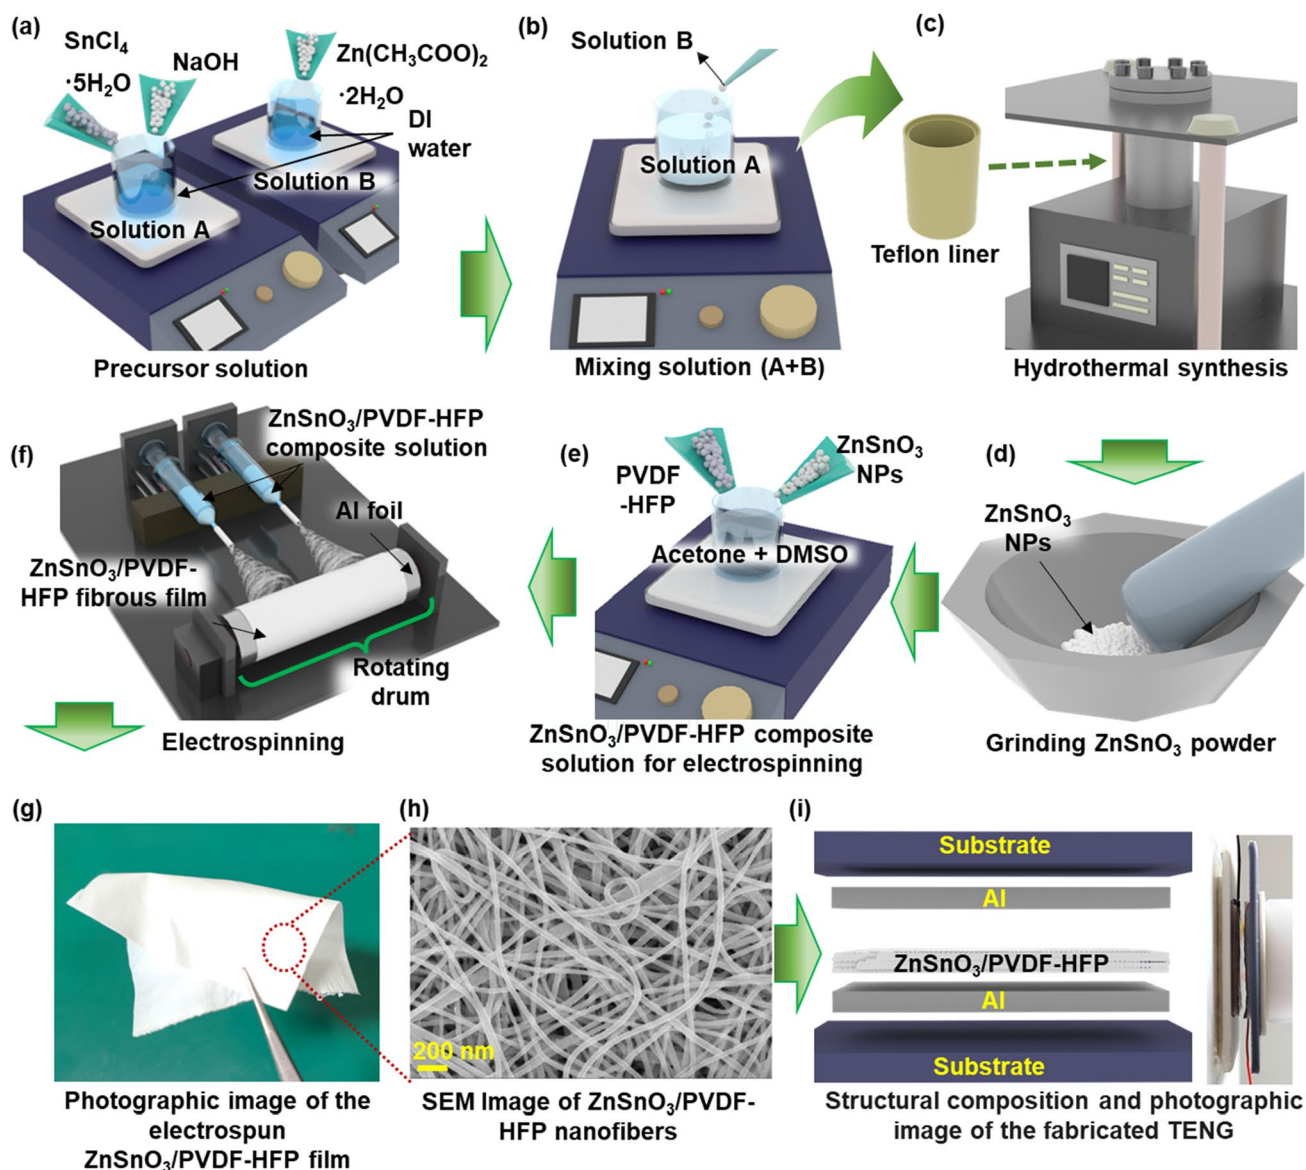 (a)
SnCl4
·5H2O
NaOH
Zn(CH3COO)2
·2H2O
DI
water
Solution B
Solution A
Precursor solution
(b)
Solution B
Solution A
Mixing solution (A+B)
(c)
Teflon liner
Hydrothermal synthesis
(d)
ZnSnO3
NPs
Grinding ZnSnO3 powder
(e)
PVDF
-HFP
ZnSnO3
NPs
Acetone + DMSO
ZnSnO3/PVDF-HFP composite
solution for electrospinning
(f)
ZnSnO3/PVDF-HFP
composite solution
Al foil
ZnSnO3/PVDF-
HFP fibrous film
Rotating
drum
Electrospinning
(g)
Photographic image of the
electrospun
ZnSnO3/PVDF-HFP film
(h)
200 nm
SEM Image of ZnSnO3/PVDF-
HFP nanofibers
(i)
Substrate
Al
ZnSnO3/PVDF-HFP
Al
Substrate
Structural composition and photographic
image of the fabricated TENG